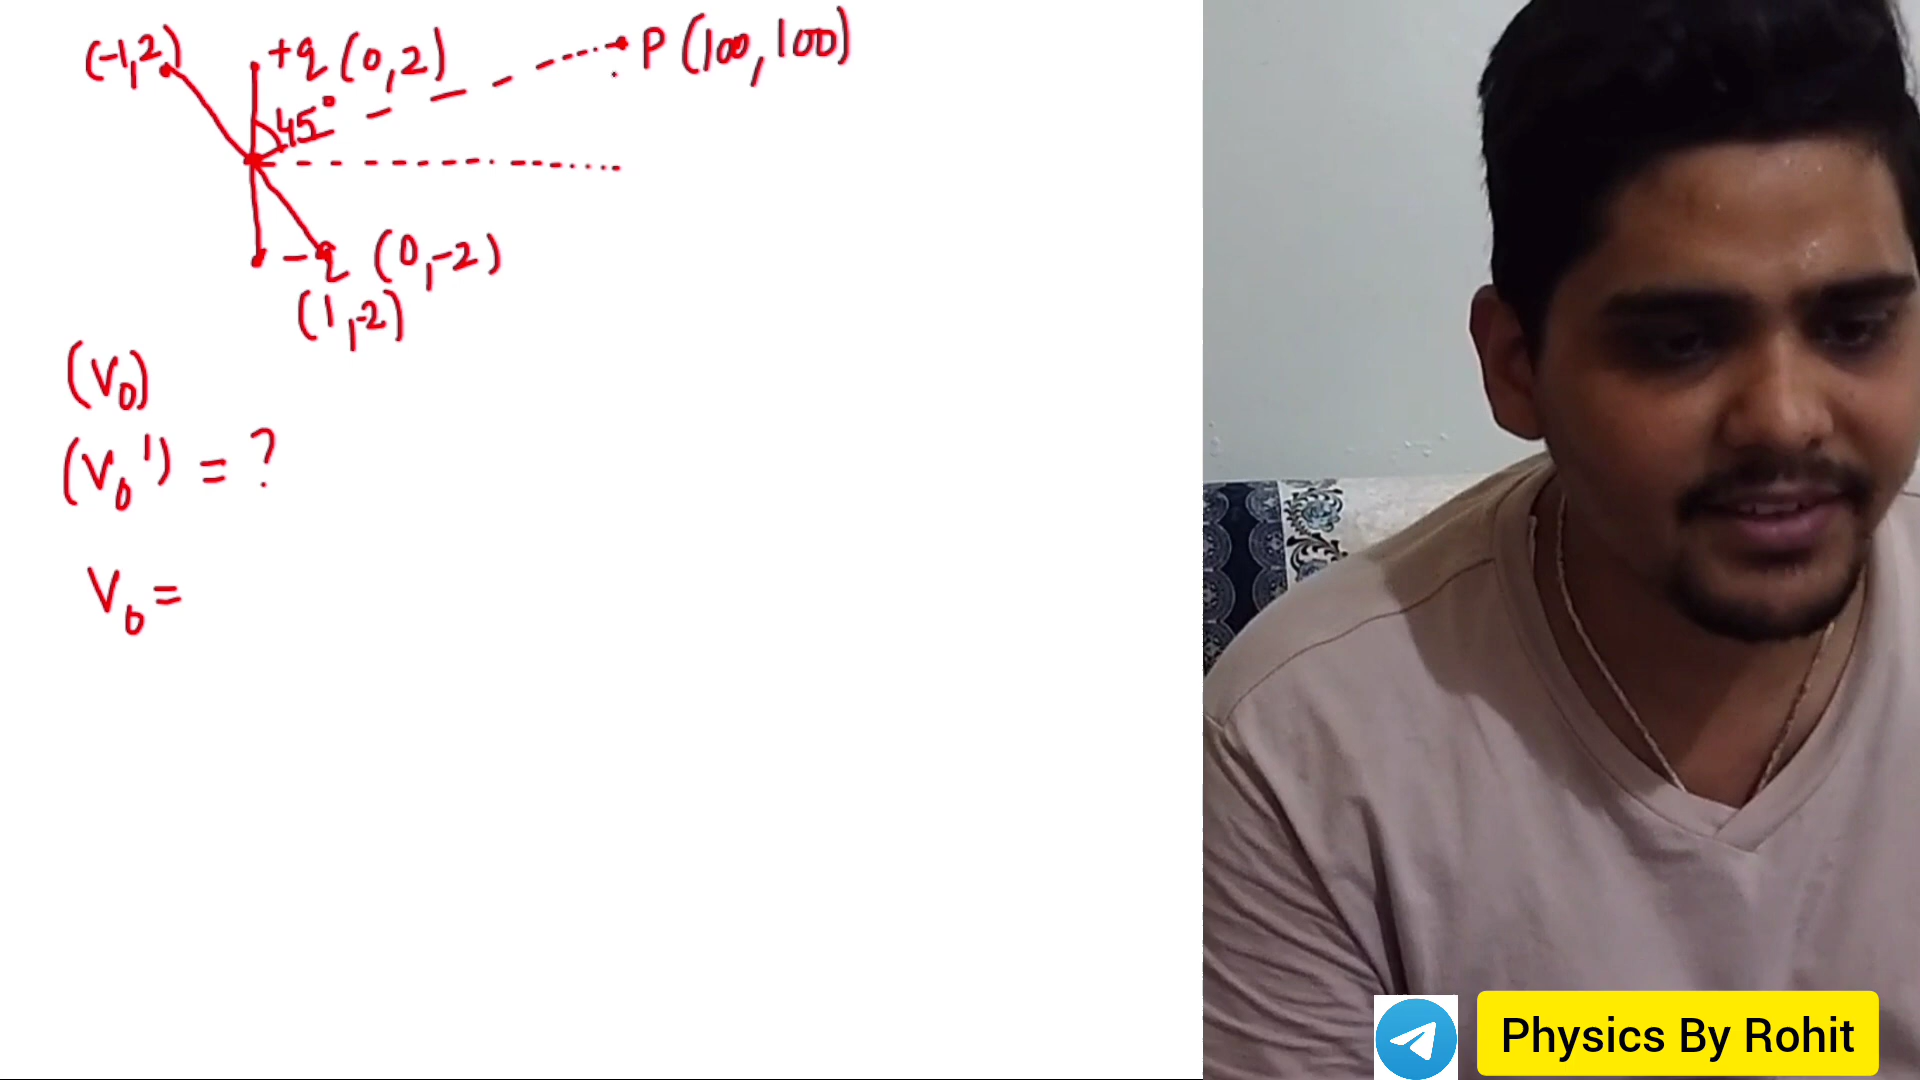 (-1,2) +q (0,2) P (100,100)
45°
-q (0,-2)
(1,-2)
(V₀)
(V₀') = ?
V₀ =
Physics By Rohit